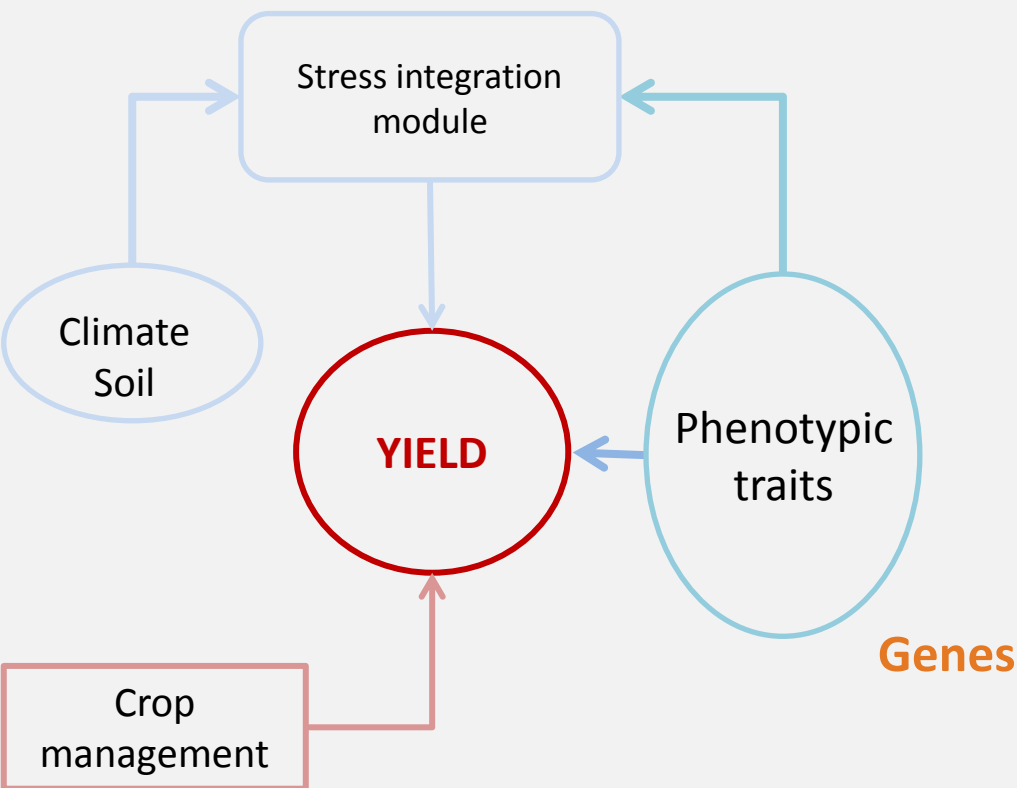 Stress integration
module
Climate
Soil
YIELD
Phenotypic
traits
Genes
Crop
management